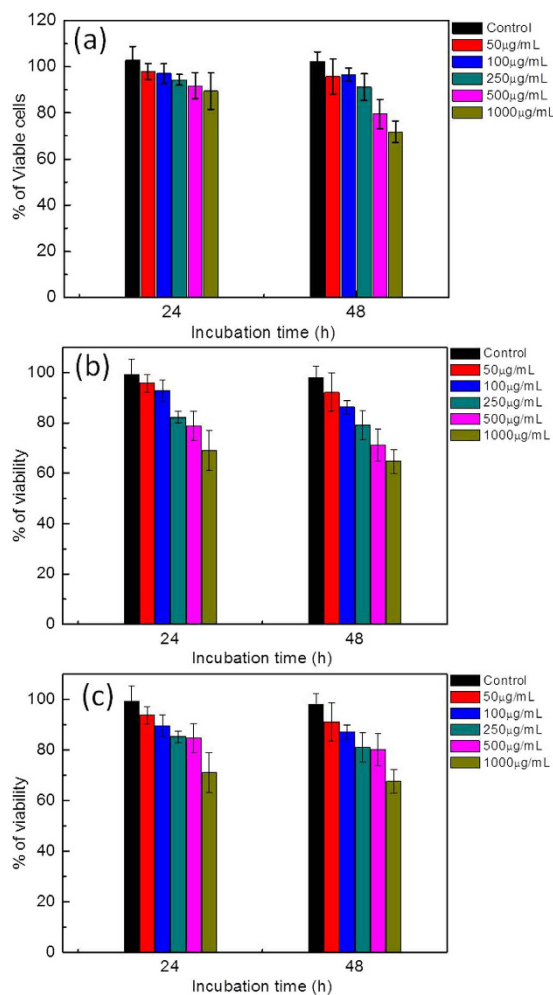 (a)
Control
50μg/mL
100μg/mL
250μg/mL
500μg/mL
1000μg/mL
120
100
80
60
40
20
0
% of Viable cells
24
48
Incubation time (h)
(b)
Control
50μg/mL
100μg/mL
250μg/mL
500μg/mL
1000μg/mL
100
80
60
40
20
0
% of viability
24
48
Incubation time (h)
(c)
Control
50μg/mL
100μg/mL
250μg/mL
500μg/mL
1000μg/mL
100
80
60
40
20
0
% of viability
24
48
Incubation time (h)